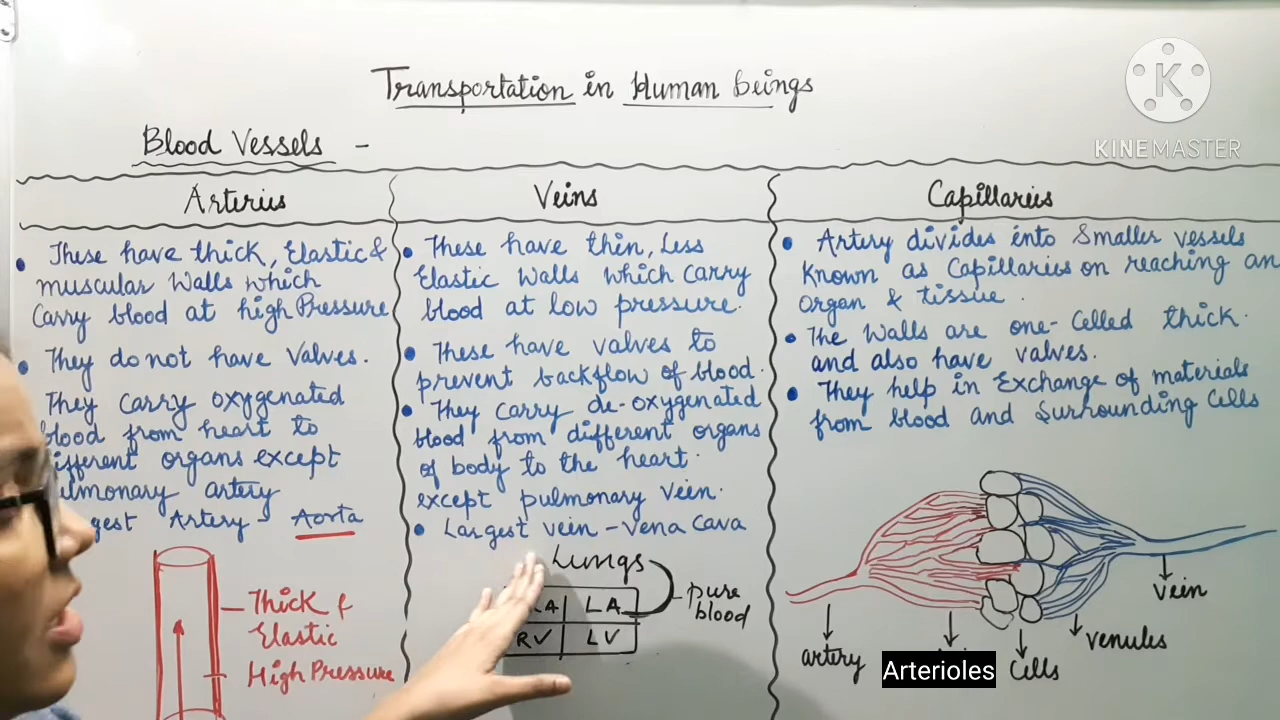 Transportation in Human beings
KINEMASTER
Blood Vessels -
Arteries
These have thick, Elastic &
muscular Walls which
Carry blood at high Pressure
They do not have Valves.
They carry oxygenated
blood from heart to
ifferent organs except
ulmonary artery
gest Artery - Aorta
Thick &
Elastic
High Pressure
Veins
These have thin, Less
Elastic Walls which Carry
blood at low pressure.
These have valves to
prevent backflow of blood.
They carry de-oxygenated
blood from different organs
of body to the heart.
except pulmonary vein.
Largest vein - Vena Cava
Lungs
A LA
RV LV
pure
blood
Capillaries
Artery divides into Smaller vessels
Known as Capillaries on reaching an
Organ & tissue.
The Walls are one-Celled thick.
and also have valves.
They help in Exchange of materials
from blood and Surrounding Cells
artery
Arterioles
Cells
venules
vein